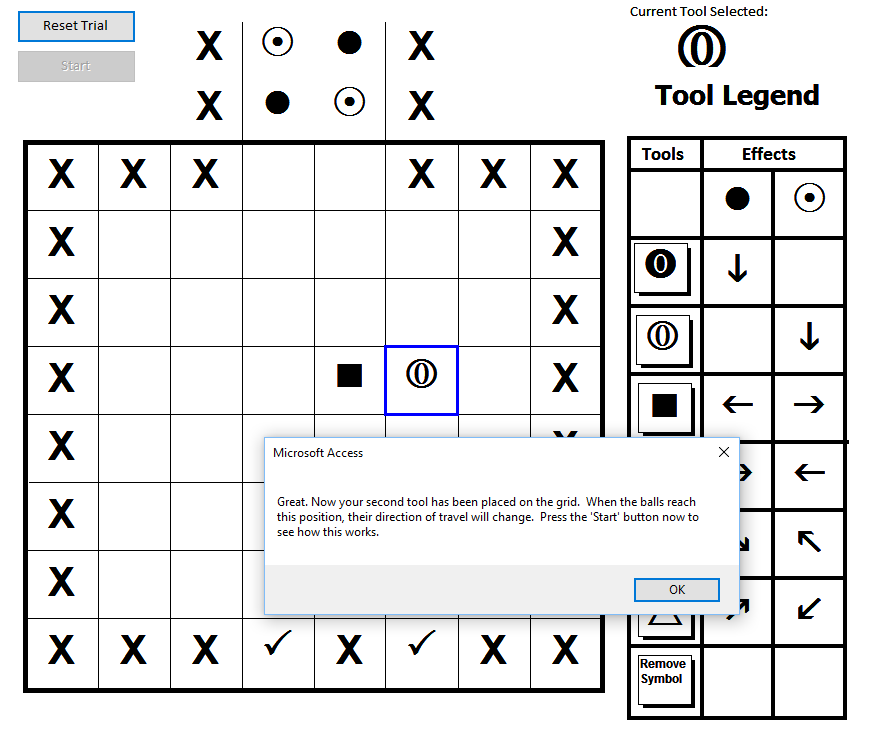 Reset Trial
Start
Current Tool Selected:
Tool Legend
Tools Effects
X X
X X
X X X X X X
X X
X X
X X
X
X
X
X X X ✓ X ✓ X X
Microsoft Access
Great. Now your second tool has been placed on the grid. When the balls reach
this position, their direction of travel will change. Press the 'Start' button now to
see how this works.
OK
Remove
Symbol